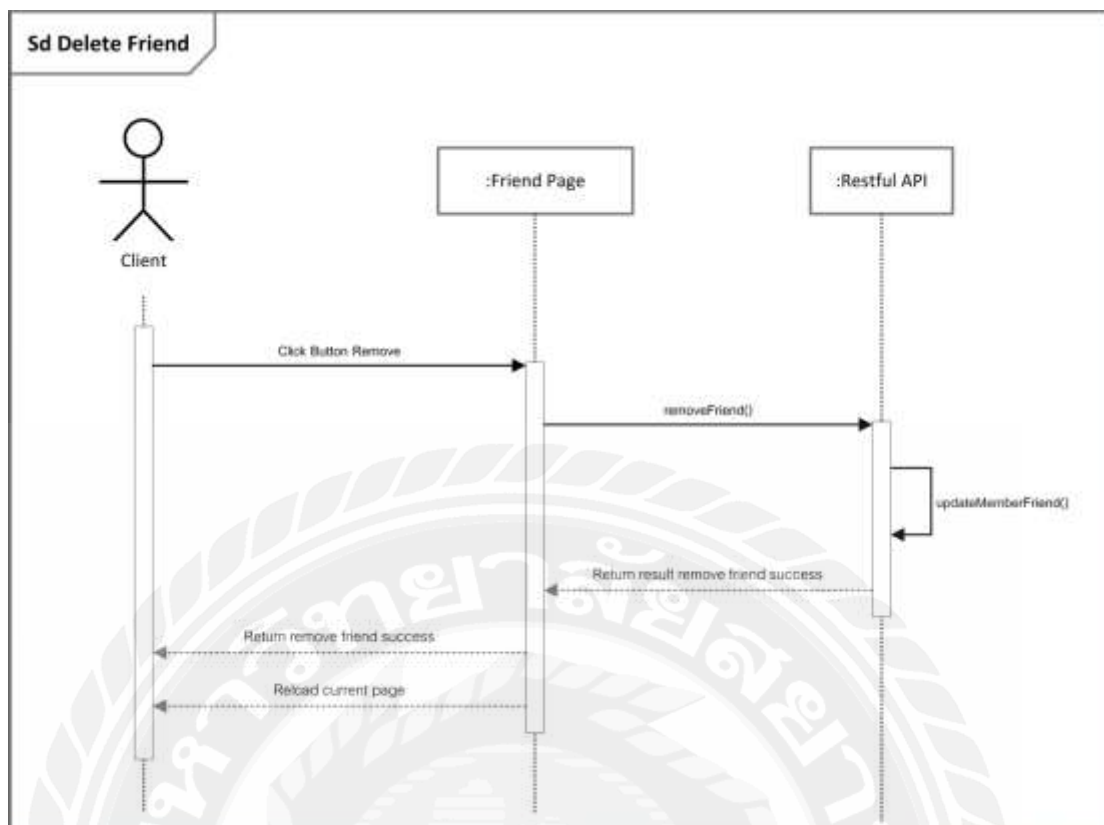 Sd Delete Friend
:Friend Page
:Restful API
Client
Click Button Remove
removeFriend()
updateMemberFriend()
Return result remove friend success
Return remove friend success
Reload current page